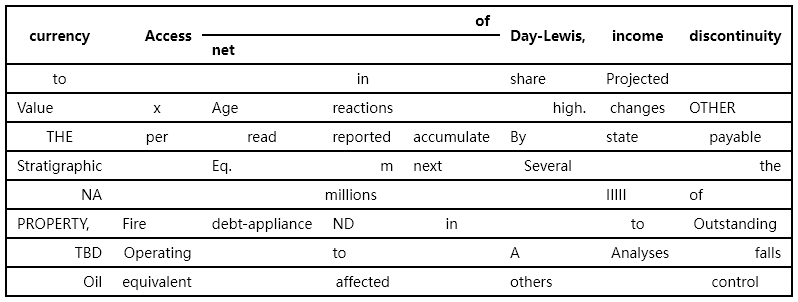 of
currency Access Day-Lewis, income discontinuity
net
to in share Projected
Value x Age reactions high. changes OTHER
THE per read reported accumulate By state payable
Stratigraphic Eq. m next Several the
NA millions IIIII of
PROPERTY, Fire debt-appliance ND in to Outstanding
TBD Operating to A Analyses falls
Oil equivalent affected others control